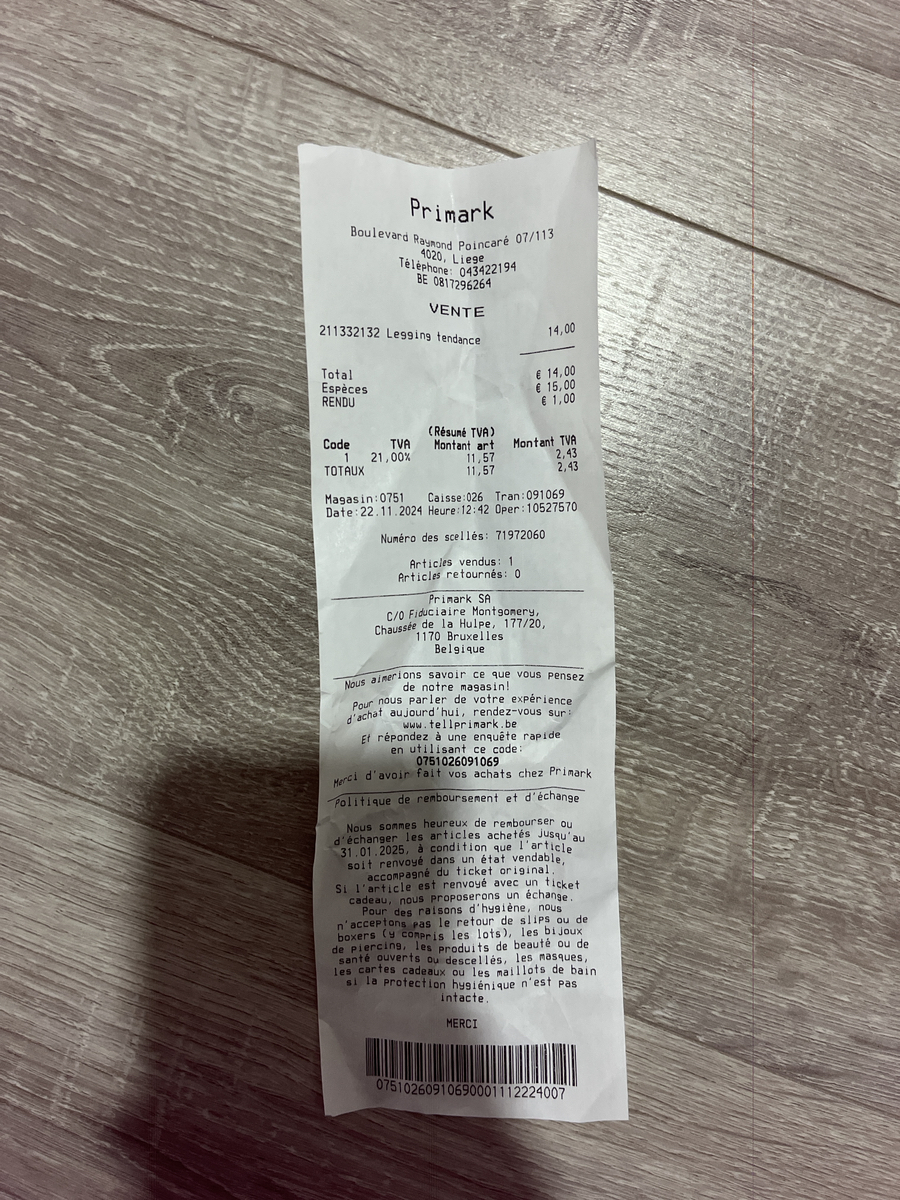 Primark
Boulevard Raymond Poincaré 07/113
4020, Liege
Téléphone: 043422194
BE 0817296264
VENTE
211332132 Legging tendance 14,00
Total € 14,00
Espèces € 15,00
RENDU € 1,00
(Résumé TVA)
Code TVA Montant art Montant TVA
1 21,00% 11,57 2,43
TOTAUX 11,57 2,43
Magasin:0751 Caisse:026 Tran:091069
Date:22.11.2024 Heure:12:42 Oper:10527570
Numéro des scellés: 71972060
Articles vendus: 1
Articles retournés: 0
Primark SA
C/O Fiduciaire Montgomery,
Chaussée de la Hulpe, 177/20,
1170 Bruxelles
Belgique
Nous aimerions savoir ce que vous pensez
de notre magasin!
Pour nous parler de votre expérience
d'achat aujourd'hui, rendez-vous sur:
www.tellprimark.be
Et répondez à une enquête rapide
en utilisant ce code:
0751026091069
Merci d'avoir fait vos achats chez Primark
Politique de remboursement et d'échange
Nous sommes heureux de rembourser ou
d'échanger les articles achetés jusqu'au
31.01.2025, à condition que l'article
soit renvoyé dans un état vendable,
accompagné du ticket original.
Si l'article est renvoyé avec un ticket
cadeau, nous proposerons un échange.
Pour des raisons d'hygiène, nous
n'acceptons pas le retour de slips ou de
boxers (y compris les lots), les bijoux
de piercing, les produits de beauté ou de
santé ouverts ou descellés, les masques,
les cartes cadeaux ou les maillots de bain
si la protection hygiénique n'est pas
intacte.
MERCI
07510260910690001112224007